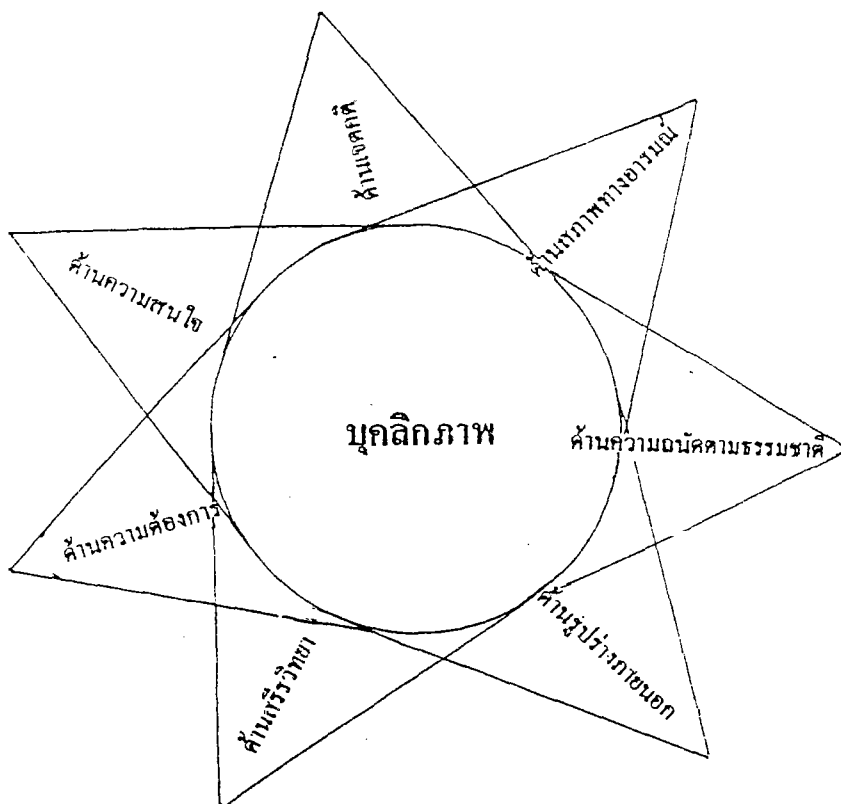 ด้านเจตคติ
ด้านสภาพทางอารมณ์
ด้านความสนใจ
บุคลิกภาพ
ด้านความถนัดตามธรรมชาติ
ด้านความต้องการ
ด้านรูปร่างภายนอก
ด้านสรีรวิทยา